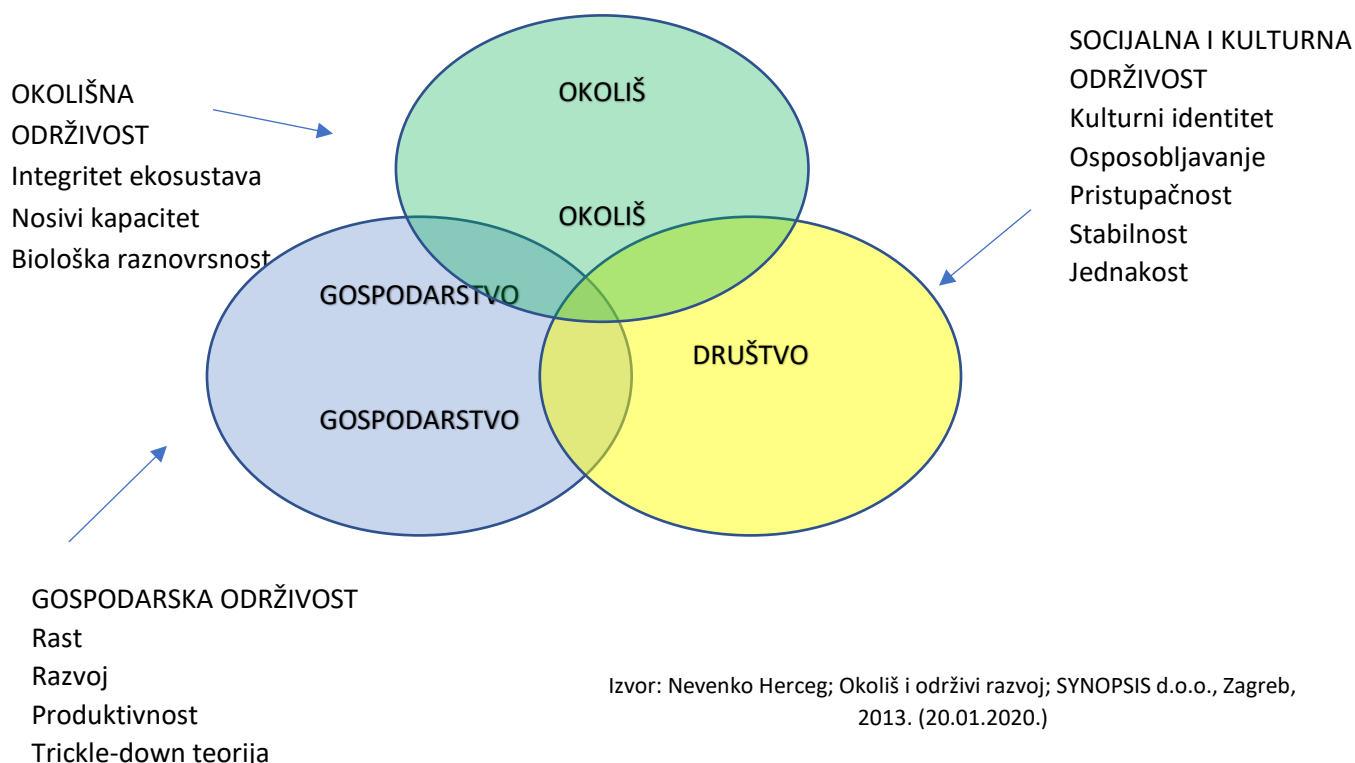 OKOLIŠNA
ODRŽIVOST
Integritet ekosustava
Nosivi kapacitet
Biološka raznovrsnost
OKOLIŠ
OKOLIŠ
GOSPODARSTVO
GOSPODARSTVO
DRUŠTVO
SOCIJALNA I KULTURNA
ODRŽIVOST
Kulturni identitet
Osposobljavanje
Pristupačnost
Stabilnost
Jednakost
GOSPODARSKA ODRŽIVOST
Rast
Razvoj
Produktivnost
Trickle-down teorija
Izvor: Nevenko Herceg; Okoliš i održivi razvoj; SYNOPSIS d.o.o., Zagreb,
2013. (20.01.2020.)